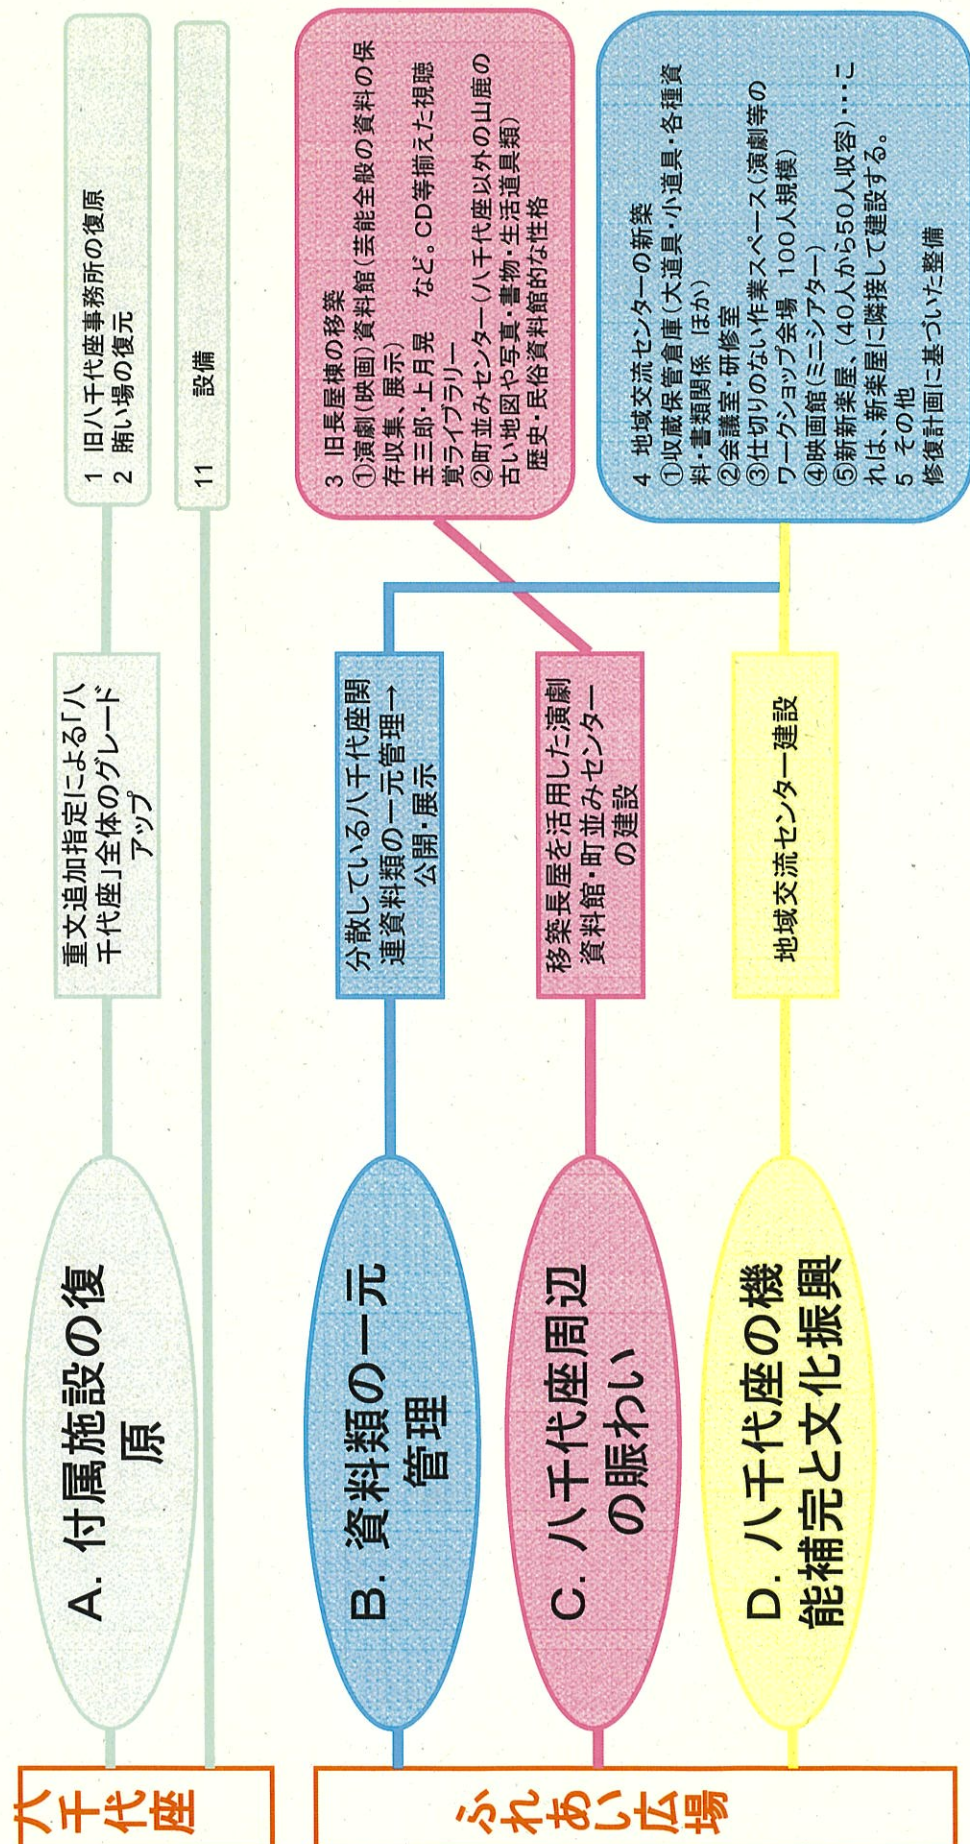 八千代座
A. 付属施設の復
原
重文追加指定による「八
千代座」全体のグレード
アップ
1 旧八千代座事務所の復原
2 賄い場の復元
11 設備
ふれあい広場
B. 資料類の一元
管理
分散している八千代座関
連資料類の一元管理→
公開・展示
C. 八千代座周辺
の賑わい
移築長屋を活用した演劇
資料館・町並みセンター
の建設
3 旧長屋棟の移築
①演劇(映画)資料館(芸能全般の資料の保
存収集、展示)
玉三郎・上月晃 など。CD等揃えた視聴
覚ライブラリー
②町並みセンター(八千代座以外の山鹿の
古い地図や写真・書物・生活道具類)
歴史・民俗資料館的な性格
D. 八千代座の機
能補完と文化振興
地域交流センター建設
4 地域交流センターの新築
①収蔵保管倉庫(大道具・小道具・各種資
料・書類関係 ほか)
②会議室・研修室
③仕切りのない作業スペース(演劇等の
ワークショップ会場 100人規模)
④映画館(ミニシアター)
⑤新新楽屋、(40人から50人収容)・・・こ
れは、新楽屋に隣接して建設する。
5 その他
修復計画に基づいた整備